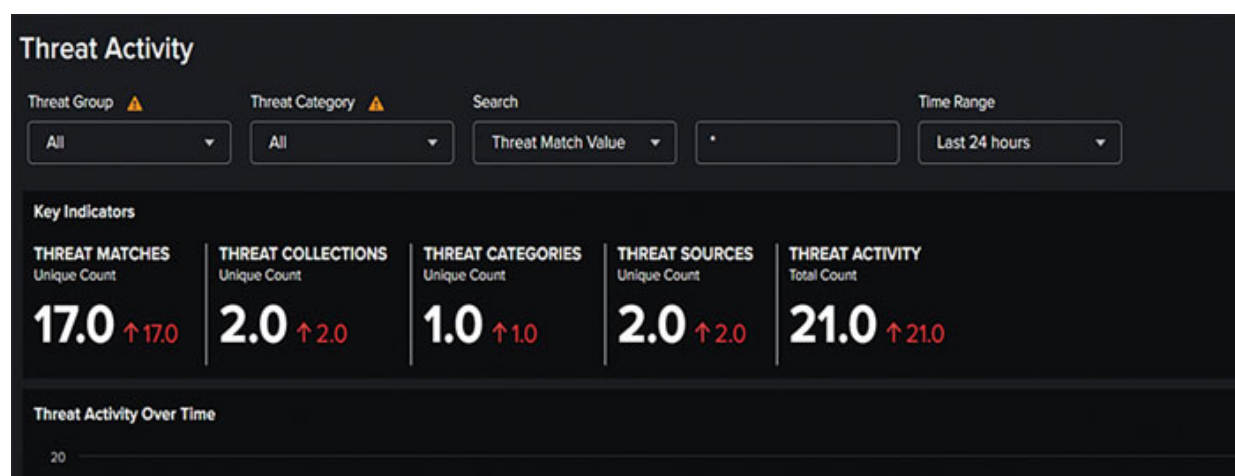 Threat Activity
Threat Group Threat Category Search Time Range
All All Threat Match Value * Last 24 hours
Key Indicators
THREAT MATCHES THREAT COLLECTIONS THREAT CATEGORIES THREAT SOURCES THREAT ACTIVITY
Unique Count Unique Count Unique Count Unique Count Total Count
17.0 ↑ 17.0 2.0 ↑ 2.0 1.0 ↑ 1.0 2.0 ↑ 2.0 21.0 ↑ 21.0
Threat Activity Over Time
20